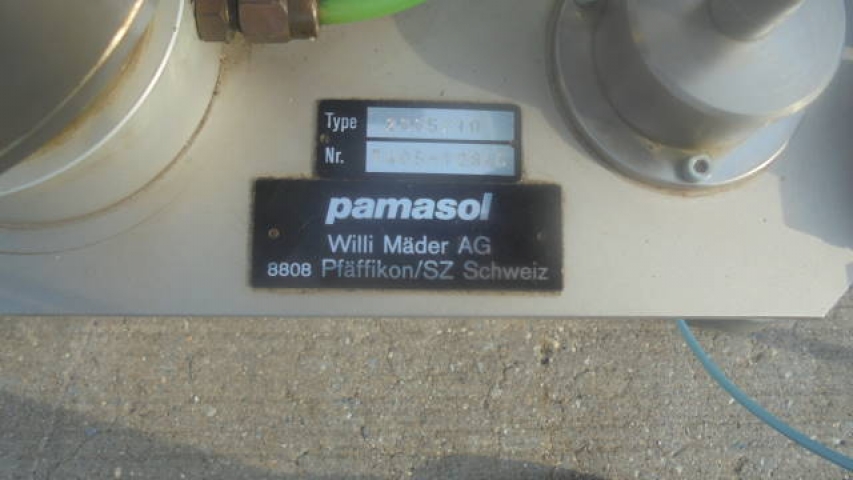 Type
Nr.
pamasol
Willi Mäder AG
8808 Pfäffikon/SZ Schweiz